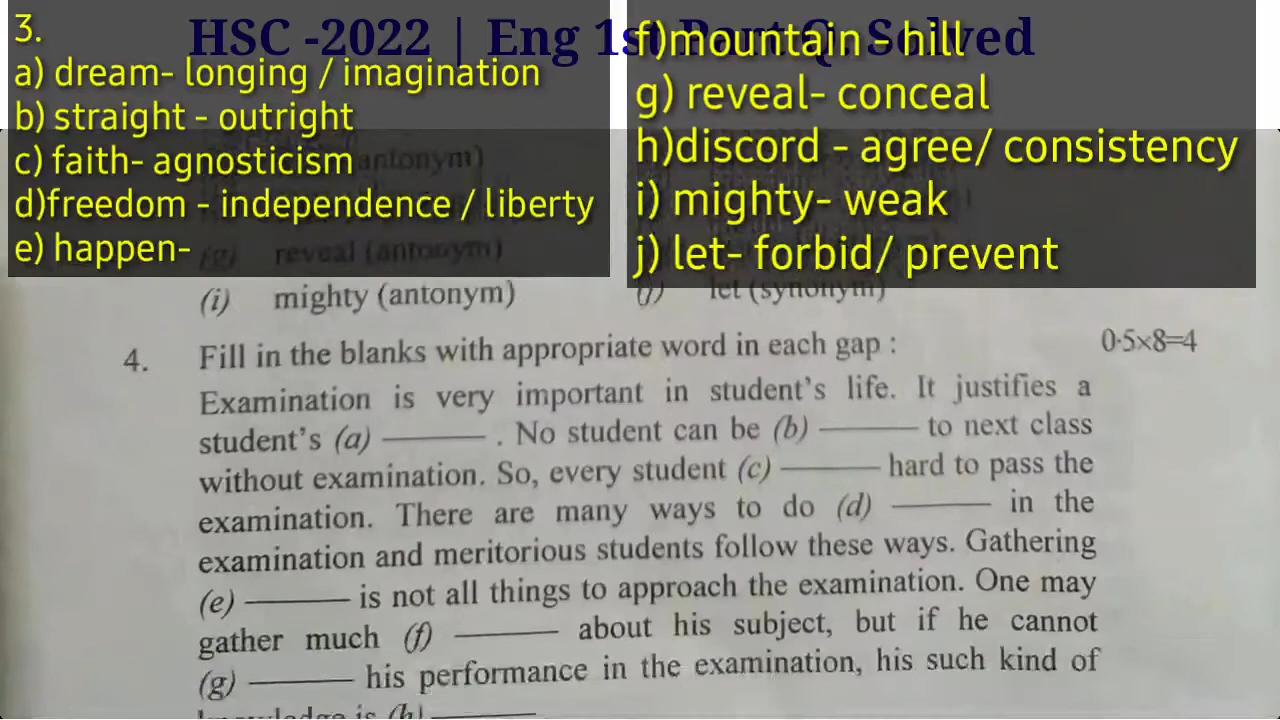 HSC -2022 | Eng 1st Solved
3.
a) dream- longing / imagination
b) straight - outright
c) faith- agnosticism
d)freedom - independence / liberty
e) happen-
f)mountain - hill
g) reveal- conceal
h)discord - agree/ consistency
i) mighty- weak
j) let- forbid/ prevent
antonym)
(g) reveal (antonym)
(i) mighty (antonym) (j) let (synonym)
4. Fill in the blanks with appropriate word in each gap : 0·5×8=4
Examination is very important in student's life. It justifies a
student's (a) ———. No student can be (b) ——— to next class
without examination. So, every student (c) ——— hard to pass the
examination. There are many ways to do (d) ——— in the
examination and meritorious students follow these ways. Gathering
(e) ——— is not all things to approach the examination. One may
gather much (f) ——— about his subject, but if he cannot
(g) ——— his performance in the examination, his such kind of
knowledge is (h) ———